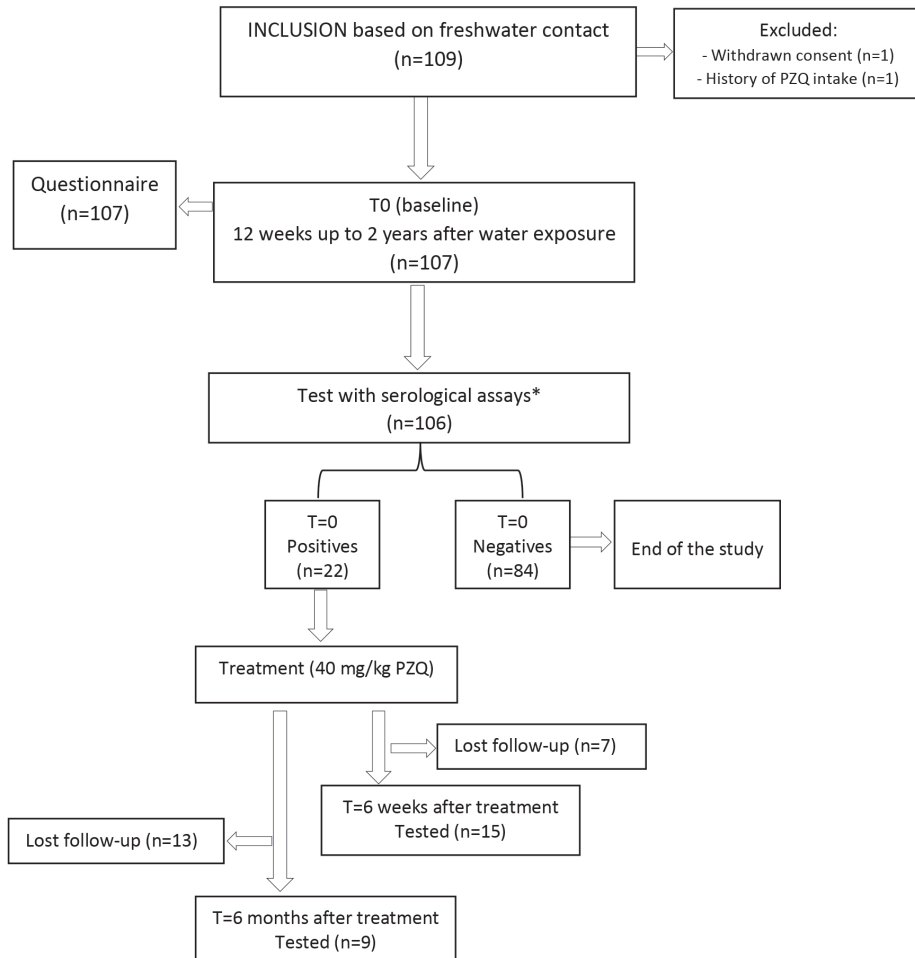 INCLUSION based on freshwater contact
(n=109)
Excluded:
- Withdrawn consent (n=1)
- History of PZQ intake (n=1)
Questionnaire
(n=107)
T0 (baseline)
12 weeks up to 2 years after water exposure
(n=107)
Test with serological assays*
(n=106)
T=0
Positives
(n=22)
T=0
Negatives
(n=84)
End of the study
Treatment (40 mg/kg PZQ)
Lost follow-up (n=7)
T=6 weeks after treatment
Tested (n=15)
Lost follow-up (n=13)
T=6 months after treatment
Tested (n=9)